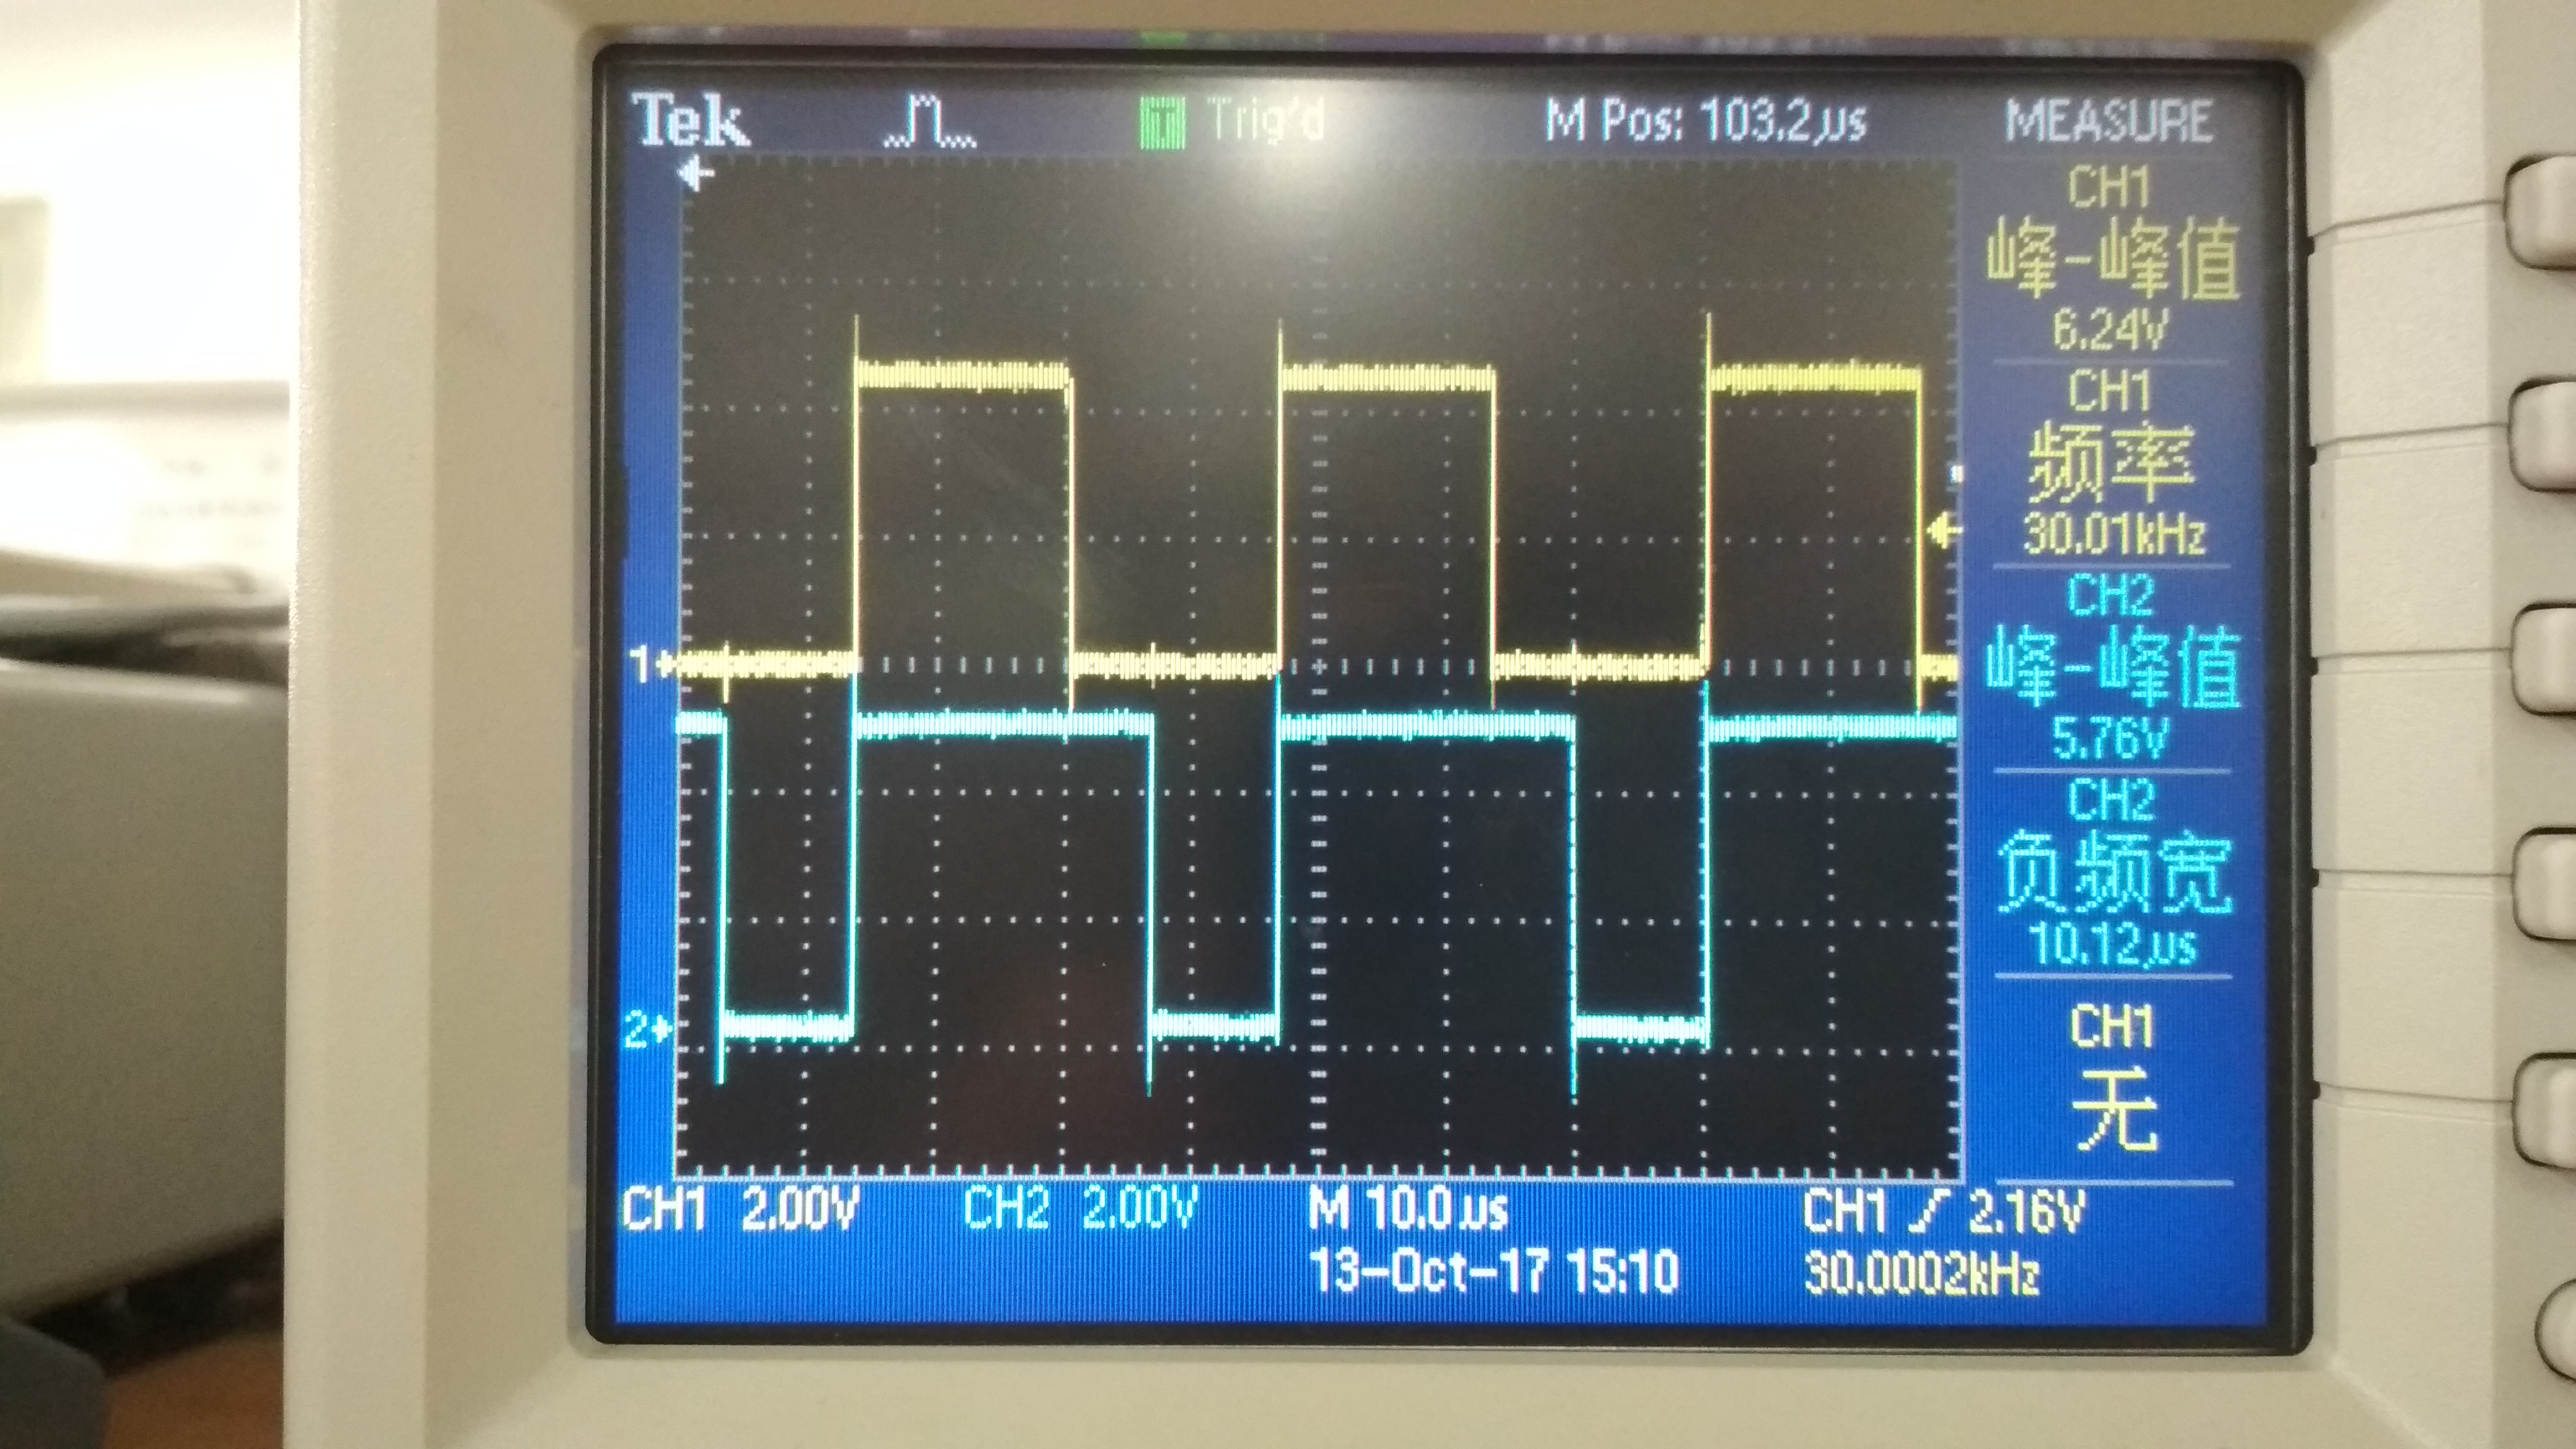 Tek Trig'd M Pos: 103.2µs MEASURE
CH1
峰-峰值
6.24V
CH1
频率
30.01kHz
CH2
峰-峰值
5.76V
CH2
负频宽
10.12µs
CH1
无
1
2
CH1 2.00V CH2 2.00V M 10.0µs CH1 2.16V
13-Oct-17 15:10 30.0002kHz